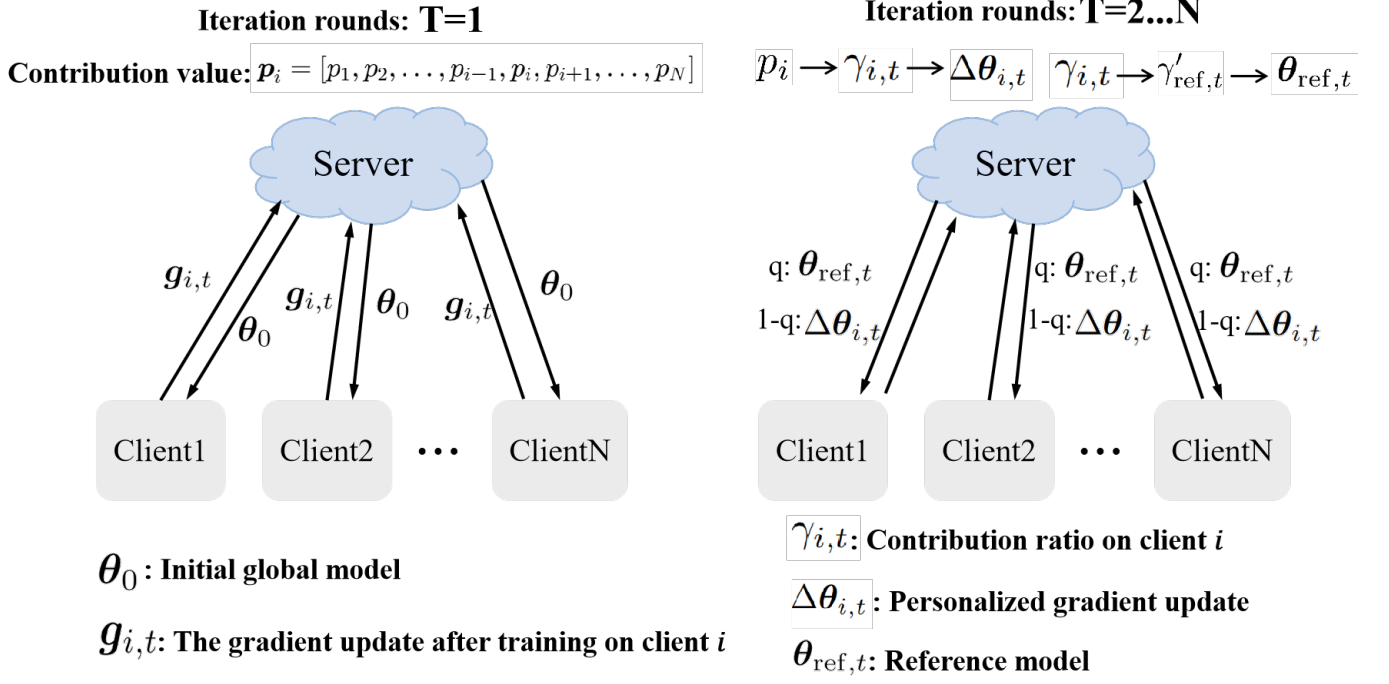 Iteration rounds: T=1
Contribution value: p_i = [p_1, p_2, . . . , p_{i−1}, p_i, p_{i+1}, . . . , p_N]
Server
g_{i,t}
θ_0
g_{i,t}
θ_0
g_{i,t}
θ_0
Client1
Client2
...
ClientN
θ_0 : Initial global model
g_{i,t}: The gradient update after training on client i
Iteration rounds: T=2...N
p_i → γ_{i,t} → Δθ_{i,t} γ_{i,t} → γ′_{ref,t} → θ_{ref,t}
Server
q: θ_{ref,t}
1-q: Δθ_{i,t}
q: θ_{ref,t}
1-q: Δθ_{i,t}
q: θ_{ref,t}
1-q: Δθ_{i,t}
Client1
Client2
...
ClientN
γ_{i,t}: Contribution ratio on client i
Δθ_{i,t}: Personalized gradient update
θ_{ref,t}: Reference model